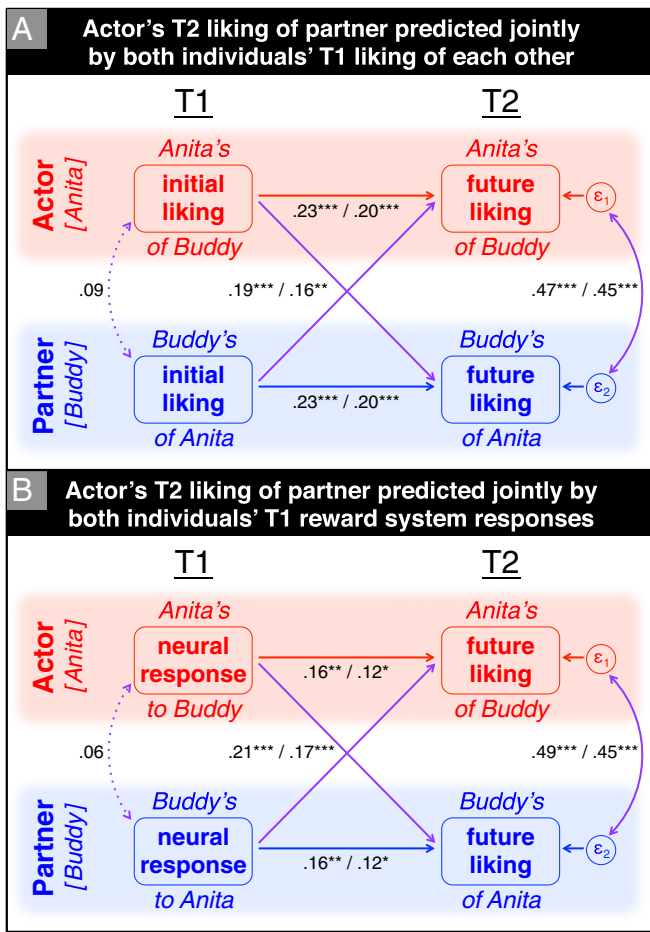 A
Actor's T2 liking of partner predicted jointly
by both individuals' T1 liking of each other
T1
T2
Actor
[Anita]
Anita's
initial
liking
of Buddy
.23*** / .20***
Anita's
future
liking
of Buddy
ε1
.09
.19*** / .16**
.47*** / .45***
Partner
[Buddy]
Buddy's
initial
liking
of Anita
.23*** / .20***
Buddy's
future
liking
of Anita
ε2
B
Actor's T2 liking of partner predicted jointly by
both individuals' T1 reward system responses
T1
T2
Actor
[Anita]
Anita's
neural
response
to Buddy
.16** / .12*
Anita's
future
liking
of Buddy
ε1
.06
.21*** / .17***
.49*** / .45***
Partner
[Buddy]
Buddy's
neural
response
to Anita
.16** / .12*
Buddy's
future
liking
of Anita
ε2